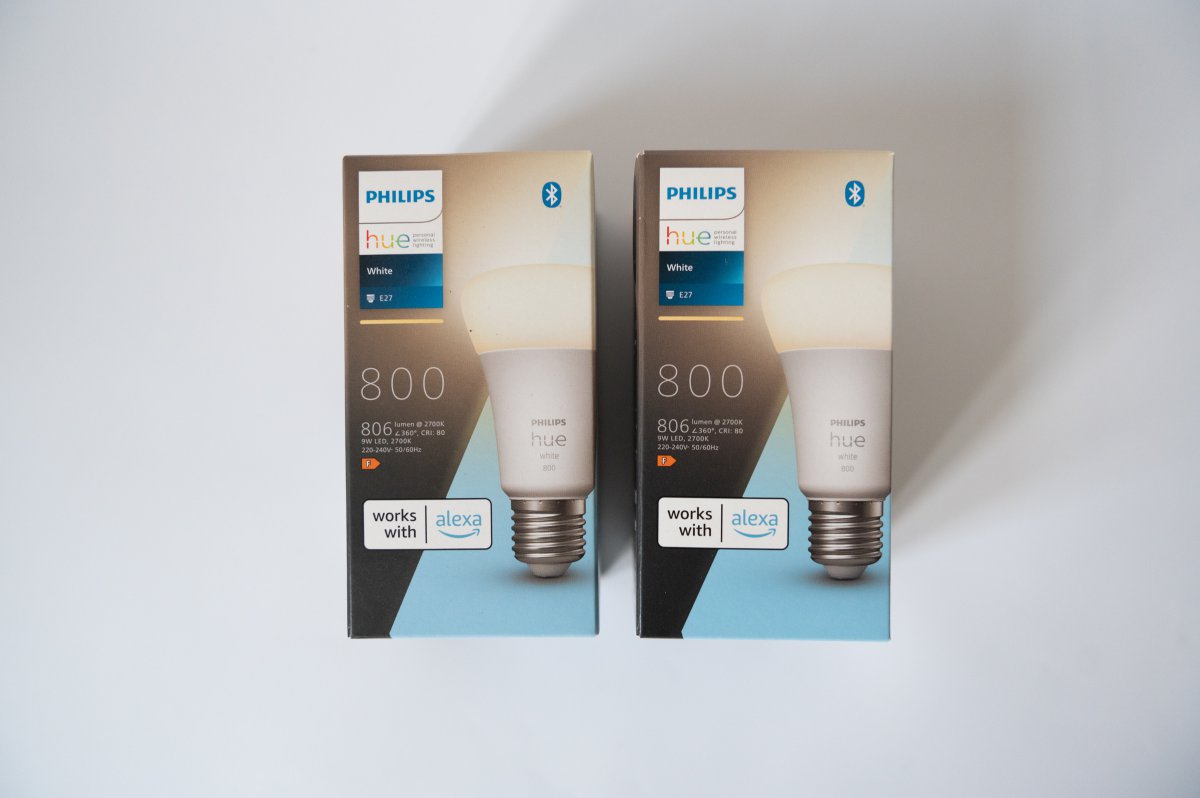 PHILIPS
hue personal wireless lighting
White
E27
800
806 lumen @ 2700K
∠360°, CRI: 80
9W LED, 2700K
220-240V~ 50/60Hz
F
works with alexa
PHILIPS
hue
white
800
PHILIPS
hue personal wireless lighting
White
E27
800
806 lumen @ 2700K
∠360°, CRI: 80
9W LED, 2700K
220-240V~ 50/60Hz
F
works with alexa
PHILIPS
hue
white
800